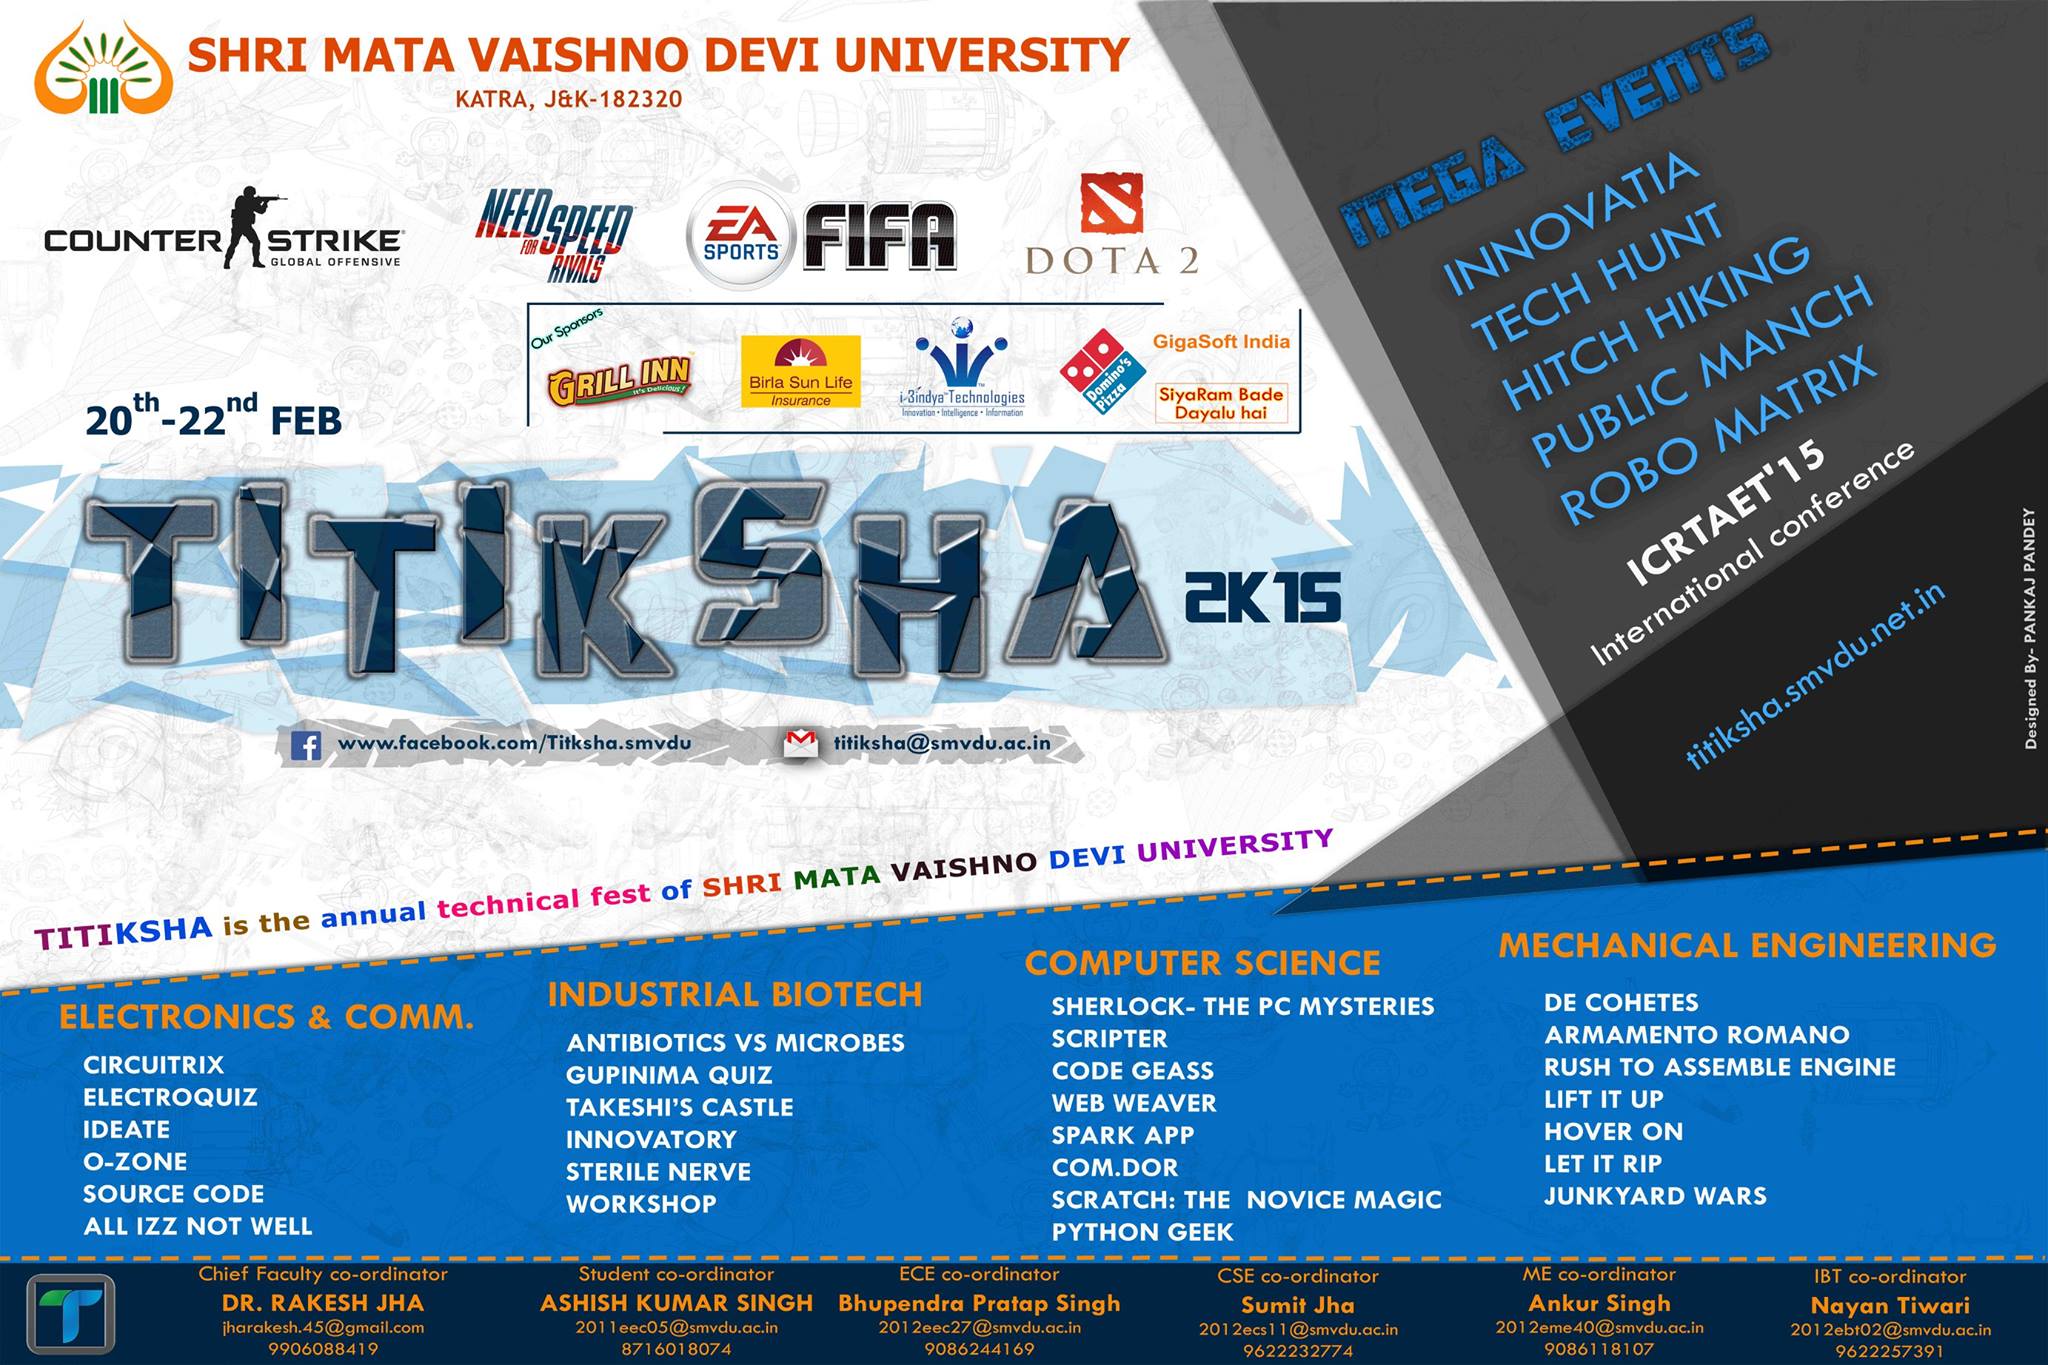 SHRI MATA VAISHNO DEVI UNIVERSITY
KATRA, J&K-182320
COUNTER STRIKE
GLOBAL OFFENSIVE
NEED FOR SPEED
RIVALS
EA SPORTS
FIFA
DOTA 2
Our Sponsors
GRILL INN
It's Delicious!
Birla Sun Life
Insurance
i-3indya Technologies
Innovation • Intelligence • Information
Domino's
Pizza
GigaSoft India
SiyaRam Bade
Dayalu hai
20th-22nd FEB
TITIKSHA
2K15
www.facebook.com/Titksha.smvdu
titiksha@smvdu.ac.in
MEGA EVENTS
INNOVATIA
TECH HUNT
HITCH HIKING
PUBLIC MANCH
ROBO MATRIX
ICRTAET'15
International conference
titiksha.smvdu.net.in
Designed By- PANKAJ PANDEY
TITIKSHA is the annual technical fest of SHRI MATA VAISHNO DEVI UNIVERSITY
ELECTRONICS & COMM.
CIRCUITRIX
ELECTROQUIZ
IDEATE
O-ZONE
SOURCE CODE
ALL IZZ NOT WELL
INDUSTRIAL BIOTECH
ANTIBIOTICS VS MICROBES
GUPINIMA QUIZ
TAKESHI'S CASTLE
INNOVATORY
STERILE NERVE
WORKSHOP
COMPUTER SCIENCE
SHERLOCK- THE PC MYSTERIES
SCRIPTER
CODE GEASS
WEB WEAVER
SPARK APP
COM.DOR
SCRATCH: THE NOVICE MAGIC
PYTHON GEEK
MECHANICAL ENGINEERING
DE COHETES
ARMAMENTO ROMANO
RUSH TO ASSEMBLE ENGINE
LIFT IT UP
HOVER ON
LET IT RIP
JUNKYARD WARS
Chief Faculty co-ordinator
DR. RAKESH JHA
jharakesh.45@gmail.com
9906088419
Student co-ordinator
ASHISH KUMAR SINGH
2011eec05@smvdu.ac.in
8716018074
ECE co-ordinator
Bhupendra Pratap Singh
2012eec27@smvdu.ac.in
9086244169
CSE co-ordinator
Sumit Jha
2012ecs11@smvdu.ac.in
9622232774
ME co-ordinator
Ankur Singh
2012eme40@smvdu.ac.in
9086118107
IBT co-ordinator
Nayan Tiwari
2012ebt02@smvdu.ac.in
9622257391